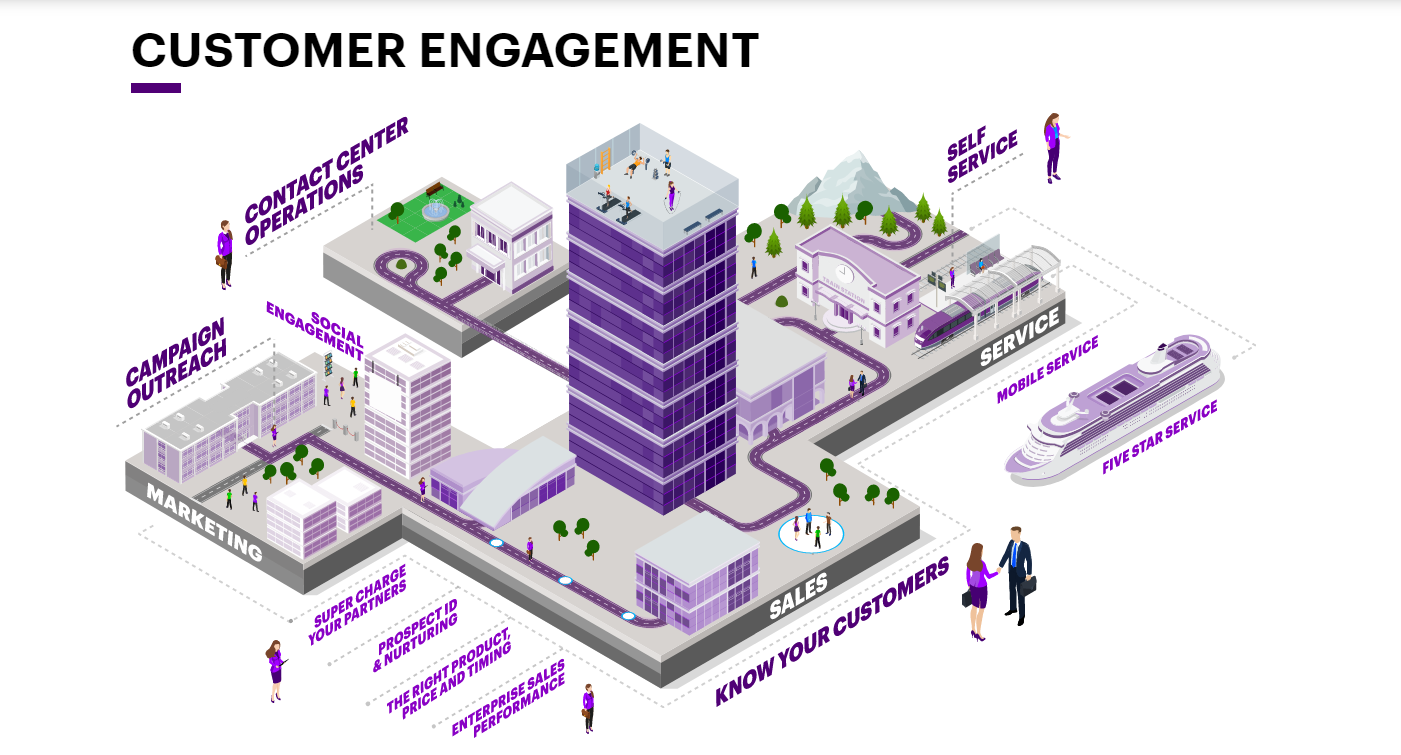 CUSTOMER ENGAGEMENT
CONTACT CENTER
OPERATIONS
SELF
SERVICE
TRAIN STATION
SOCIAL
ENGAGEMENT
CAMPAIGN
OUTREACH
SERVICE
MOBILE SERVICE
FIVE STAR SERVICE
MARKETING
SALES
KNOW YOUR CUSTOMERS
SUPER CHARGE
YOUR PARTNERS
PROSPECT ID
& NURTURING
THE RIGHT PRODUCT,
PRICE AND TIMING
ENTERPRISE SALES
PERFORMANCE